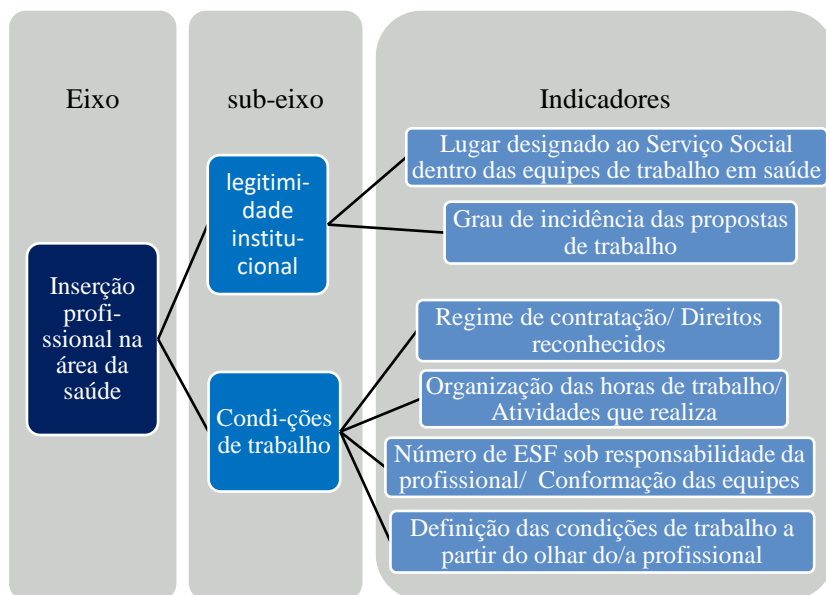 Eixo
sub-eixo
Indicadores
Inserção
profi-
ssional na
área da
saúde
legitimi-
dade
institu-
cional
Condi-ções
de trabalho
Lugar designado ao Serviço Social
dentro das equipes de trabalho em saúde
Grau de incidência das propostas
de trabalho
Regime de contratação/ Direitos
reconhecidos
Organização das horas de trabalho/
Atividades que realiza
Número de ESF sob responsabilidade da
profissional/ Conformação das equipes
Definição das condições de trabalho a
partir do olhar do/a profissional